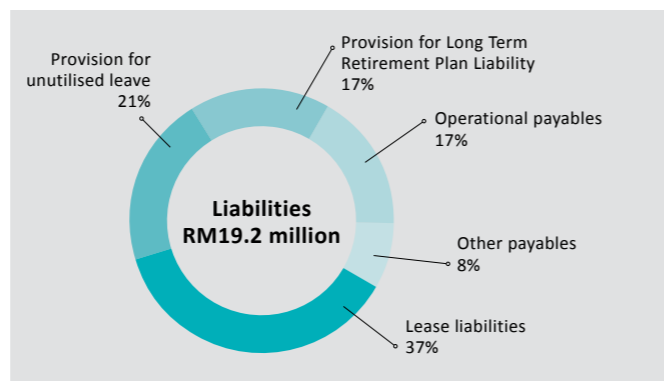 Provision for
unutilised leave
21%
Provision for Long Term
Retirement Plan Liability
17%
Operational payables
17%
Liabilities
RM19.2 million
Other payables
8%
Lease liabilities
37%